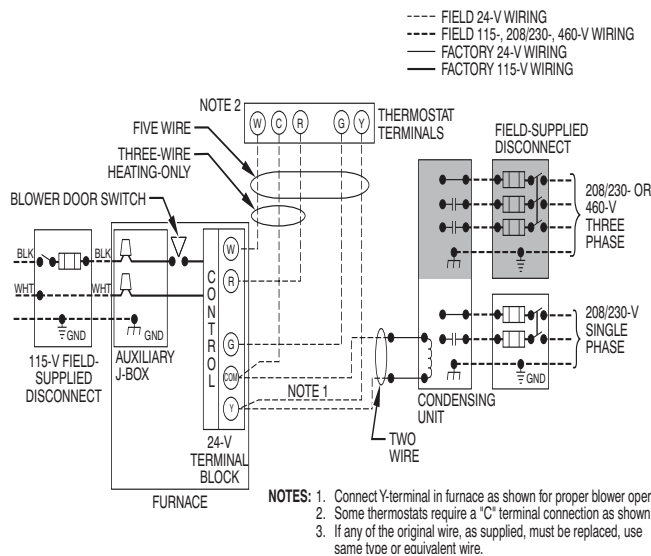 FIELD 24-V WIRING
FIELD 115-, 208/230-, 460-V WIRING
FACTORY 24-V WIRING
FACTORY 115-V WIRING
NOTE 2
W C R G Y
THERMOSTAT
TERMINALS
FIVE WIRE
THREE-WIRE
HEATING-ONLY
BLOWER DOOR SWITCH
FIELD-SUPPLIED
DISCONNECT
208/230- OR
460-V
THREE
PHASE
BLK
BLK
WHT
WHT
GND
GND
115-V FIELD-
SUPPLIED
DISCONNECT
AUXILIARY
J-BOX
CONTROL
W
R
G
COM
Y
24-V
TERMINAL
BLOCK
FURNACE
NOTE 1
TWO
WIRE
CONDENSING
UNIT
208/230-V
SINGLE
PHASE
GND
NOTES: 1. Connect Y-terminal in furnace as shown for proper blower oper
2. Some thermostats require a "C" terminal connection as shown
3. If any of the original wire, as supplied, must be replaced, use
same type or equivalent wire.